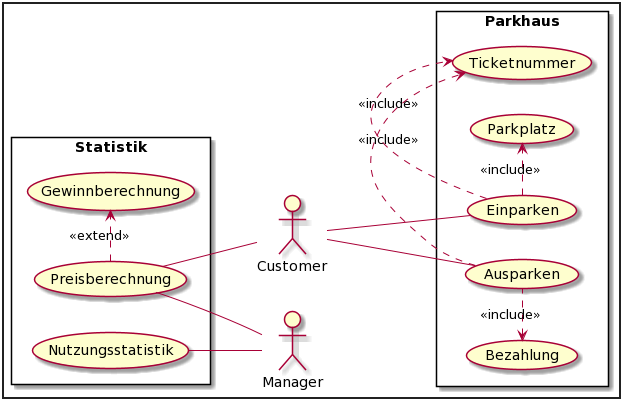 Parkhaus
Ticketnummer
«include»
Parkplatz
«include»
Statistik
«include»
Gewinnberechnung
Einparken
«extend»
Customer
Preisberechnung
Ausparken
«include»
Nutzungsstatistik
Bezahlung
Manager